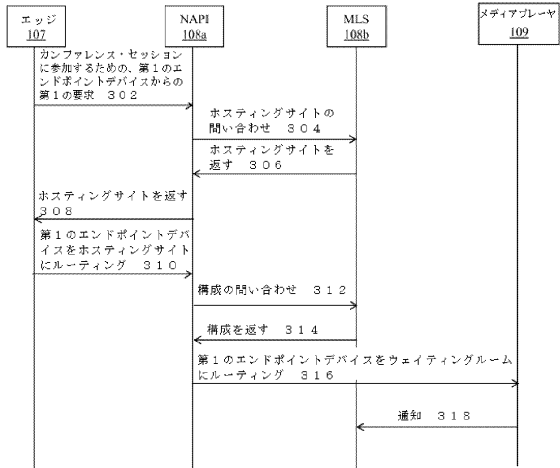 エッジ
107
NAPI
108a
MLS
108b
メディアプレーヤ
109
カンファレンス・セッション
に参加するための、第1のエ
ンドポイントデバイスからの
第1の要求 302
ホスティングサイトの
問い合わせ 304
ホスティングサイトを
返す 306
ホスティングサイトを返す
308
第1のエンドポイントデバ
イスをホスティングサイト
にルーティング 310
構成の問い合わせ 312
構成を返す 314
第1のエンドポイントデバイスをウェイティングルーム
にルーティング 316
通知 318